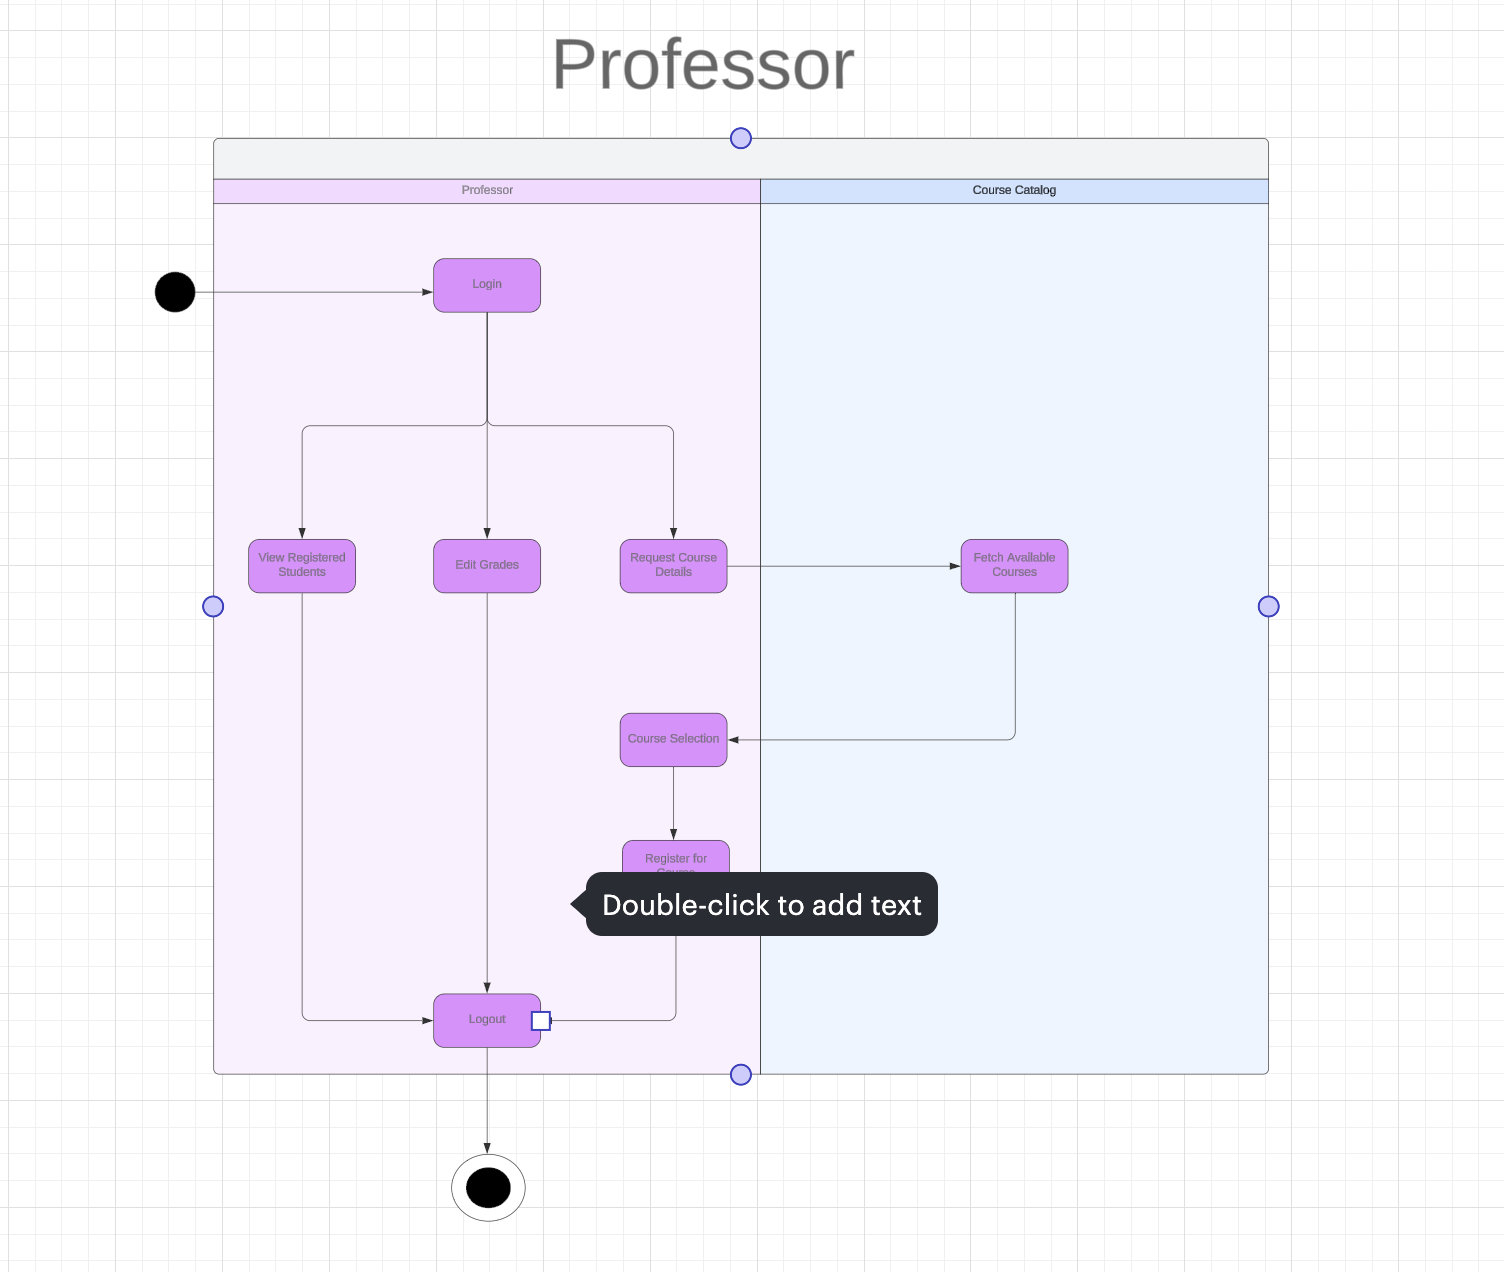 Professor
Professor
Course Catalog
Login
View Registered
Students
Edit Grades
Request Course
Details
Fetch Available
Courses
Course Selection
Register for
Course
Double-click to add text
Logout